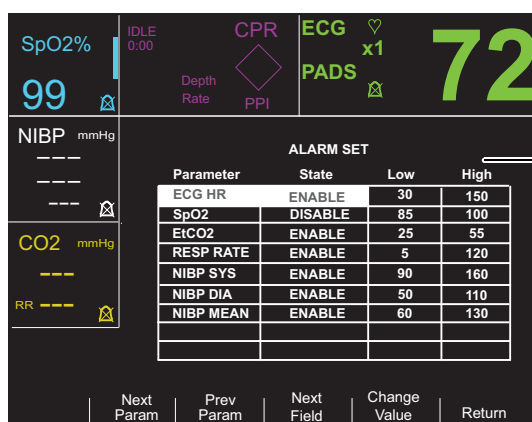 SpO2%
99
IDLE
0:00
CPR
Depth
Rate
PPI
ECG
x1
PADS
72
NIBP mmHg
---
---
---
CO2 mmHg
---
RR ---
ALARM SET
Parameter State Low High
ECG HR ENABLE 30 150
SpO2 DISABLE 85 100
EtCO2 ENABLE 25 55
RESP RATE ENABLE 5 120
NIBP SYS ENABLE 90 160
NIBP DIA ENABLE 50 110
NIBP MEAN ENABLE 60 130
Next Param
Prev Param
Next Field
Change Value
Return